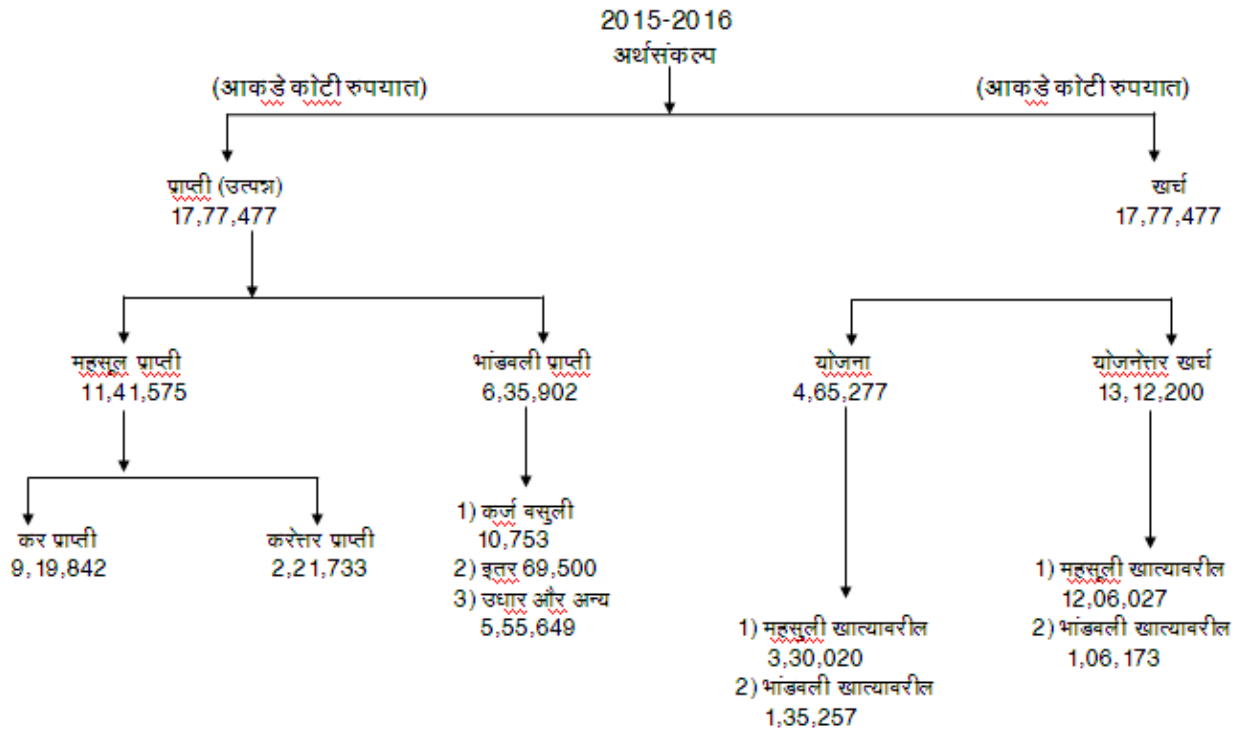 2015-2016
अर्थसंकल्प
(आकडे कोटी रुपयात)
(आकडे कोटी रुपयात)
प्राप्ती (उत्पन्न)
17,77,477
खर्च
17,77,477
महसूल प्राप्ती
11,41,575
भांडवली प्राप्ती
6,35,902
योजना
4,65,277
योजनेत्तर खर्च
13,12,200
कर प्राप्ती
9,19,842
करेत्तर प्राप्ती
2,21,733
1) कर्ज वसुली
10,753
2) इतर 69,500
3) उधार और अन्य
5,55,649
1) महसुली खात्यावरील
3,30,020
2) भांडवली खात्यावरील
1,35,257
1) महसूली खात्यावरील
12,06,027
2) भांडवली खात्यावरील
1,06,173